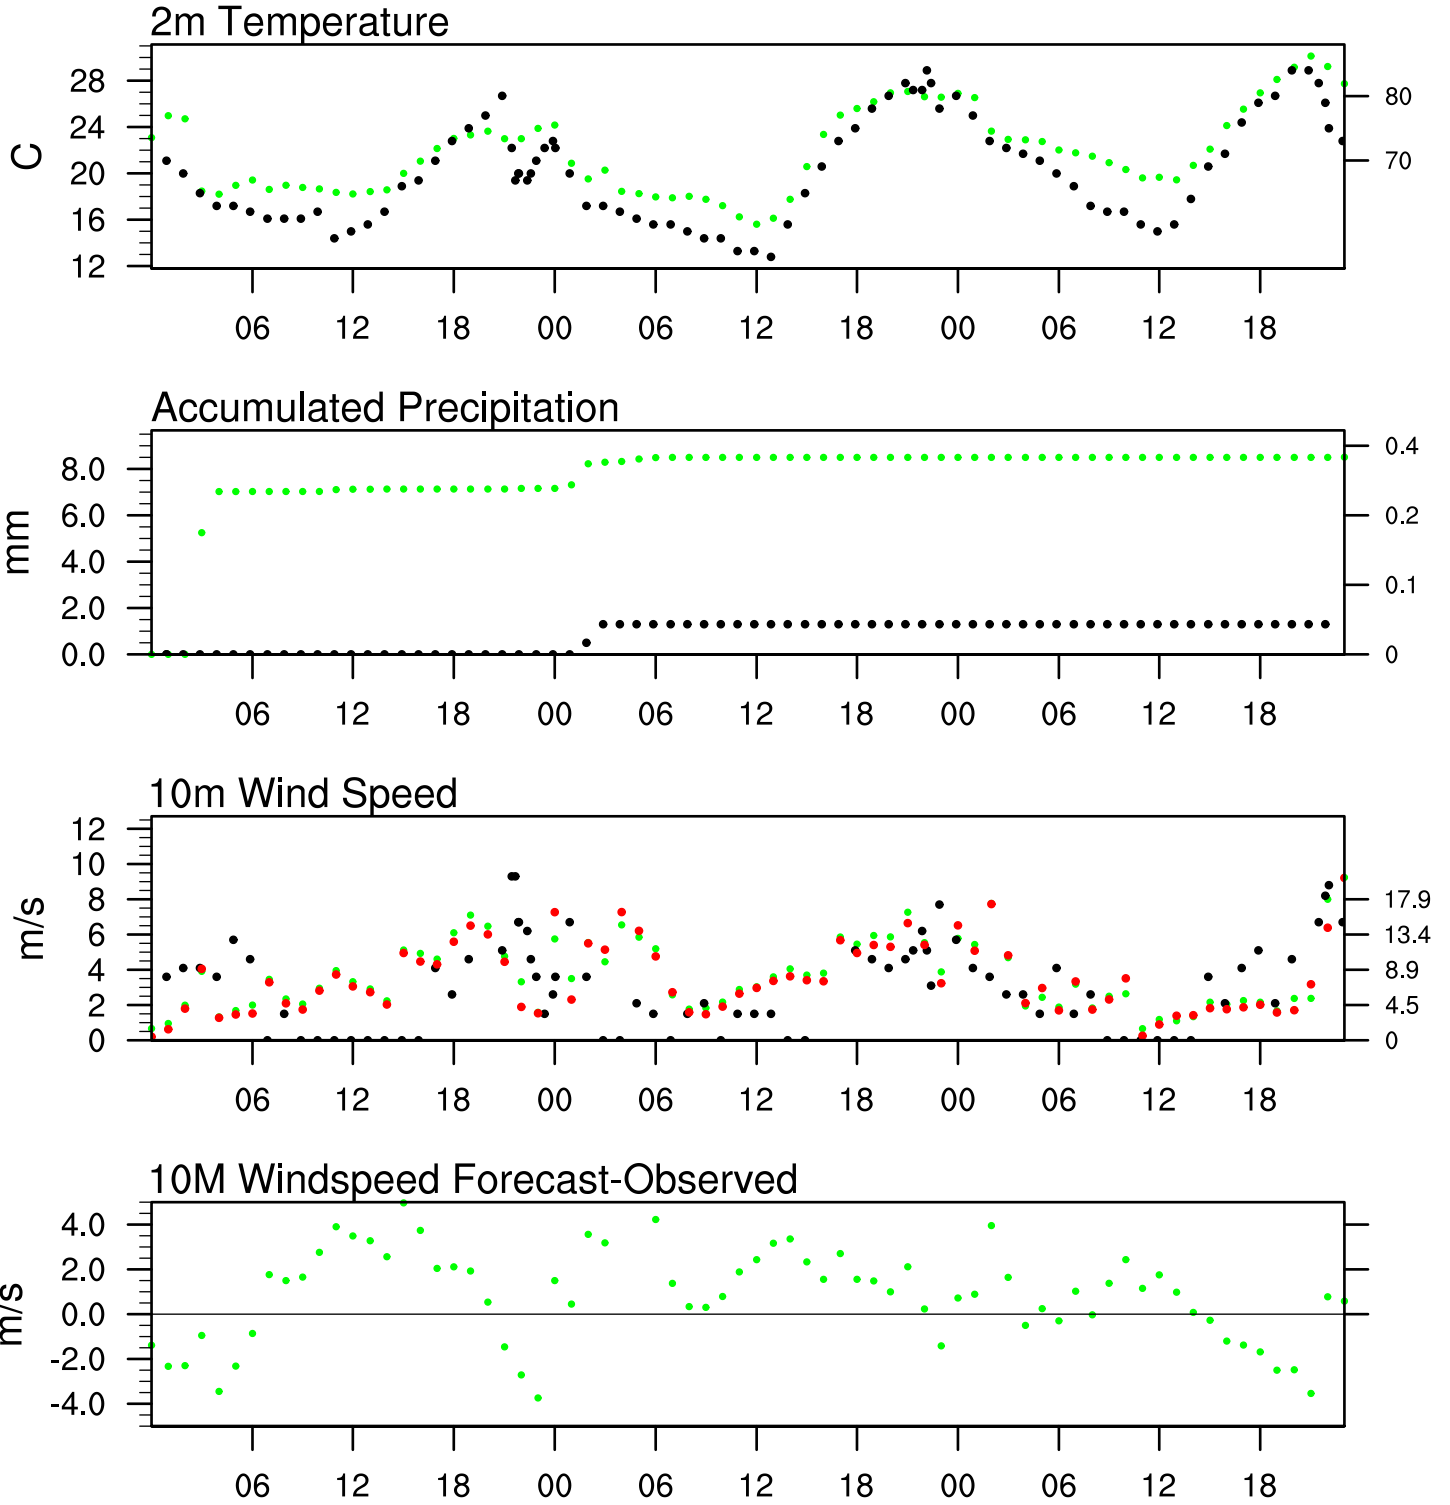 2m Temperature
28
24
20
16
12
C
80
70
06 12 18 00 06 12 18 00 06 12 18
Accumulated Precipitation
8.0
6.0
4.0
2.0
0.0
mm
0.4
0.2
0.1
0
06 12 18 00 06 12 18 00 06 12 18
10m Wind Speed
12
10
8
6
4
2
0
m/s
17.9
13.4
8.9
4.5
0
06 12 18 00 06 12 18 00 06 12 18
10M Windspeed Forecast-Observed
4.0
2.0
0.0
-2.0
-4.0
m/s
06 12 18 00 06 12 18 00 06 12 18